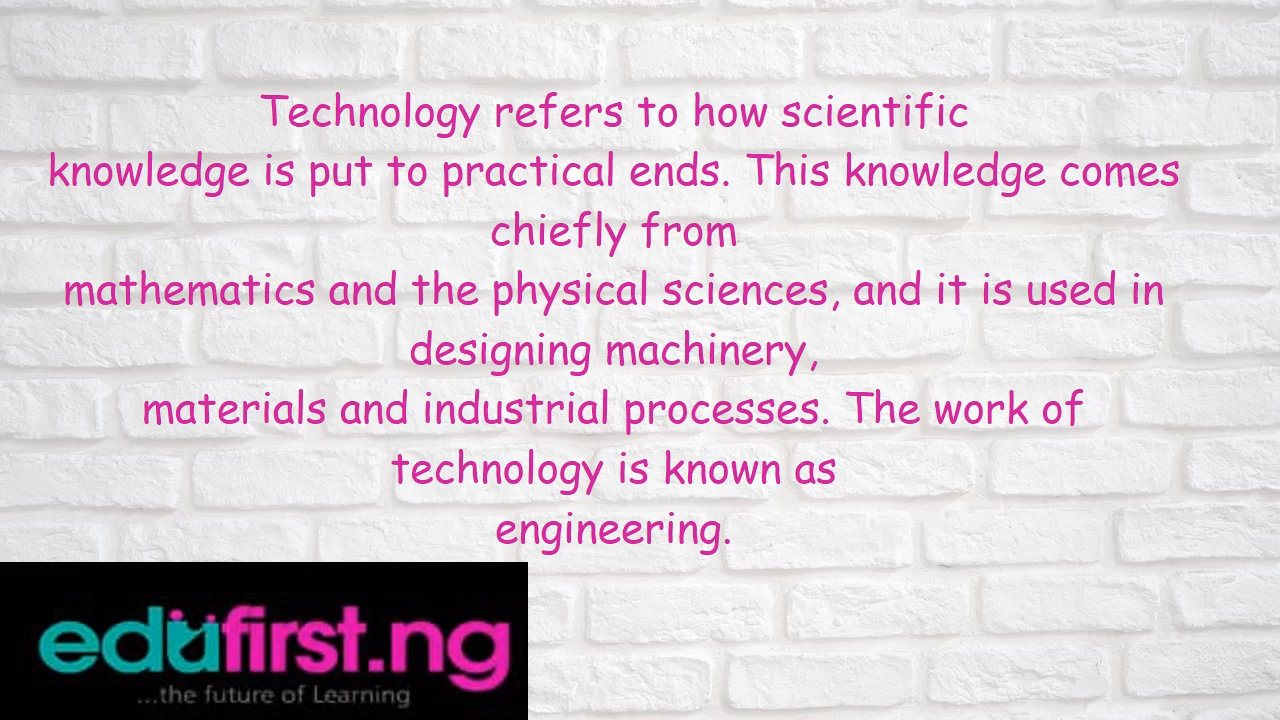 Technology refers to how scientific
knowledge is put to practical ends. This knowledge comes
chiefly from
mathematics and the physical sciences, and it is used in
designing machinery,
materials and industrial processes. The work of
technology is known as
engineering.
edufirst.ng
...the future of Learning